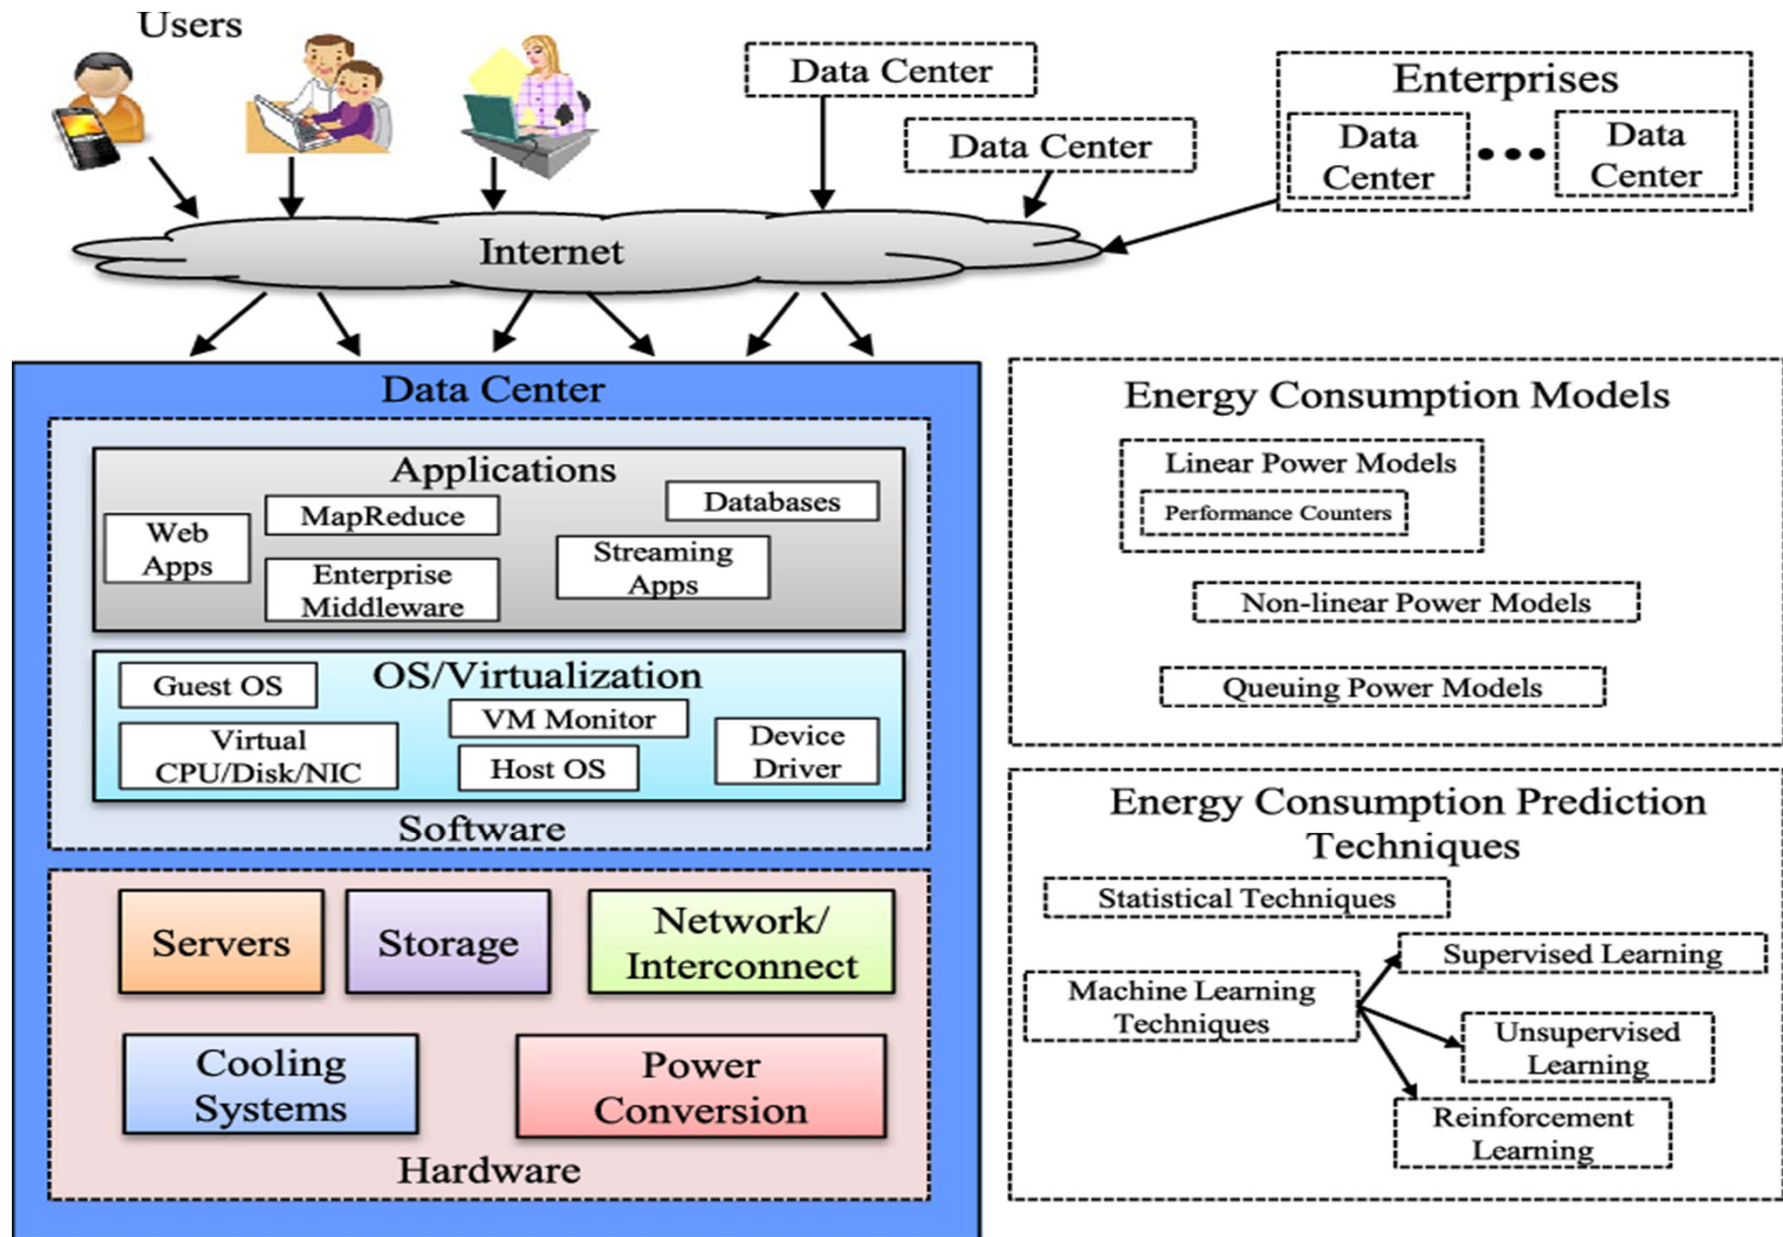 Users
Data Center
Data Center
Enterprises
Data
Center
Data
Center
Internet
Data Center
Applications
Web
Apps
MapReduce
Enterprise
Middleware
Databases
Streaming
Apps
OS/Virtualization
Guest OS
Virtual
CPU/Disk/NIC
VM Monitor
Host OS
Device
Driver
Software
Servers
Storage
Network/
Interconnect
Cooling
Systems
Power
Conversion
Hardware
Energy Consumption Models
Linear Power Models
Performance Counters
Non-linear Power Models
Queuing Power Models
Energy Consumption Prediction
Techniques
Statistical Techniques
Machine Learning
Techniques
Supervised Learning
Unsupervised
Learning
Reinforcement
Learning